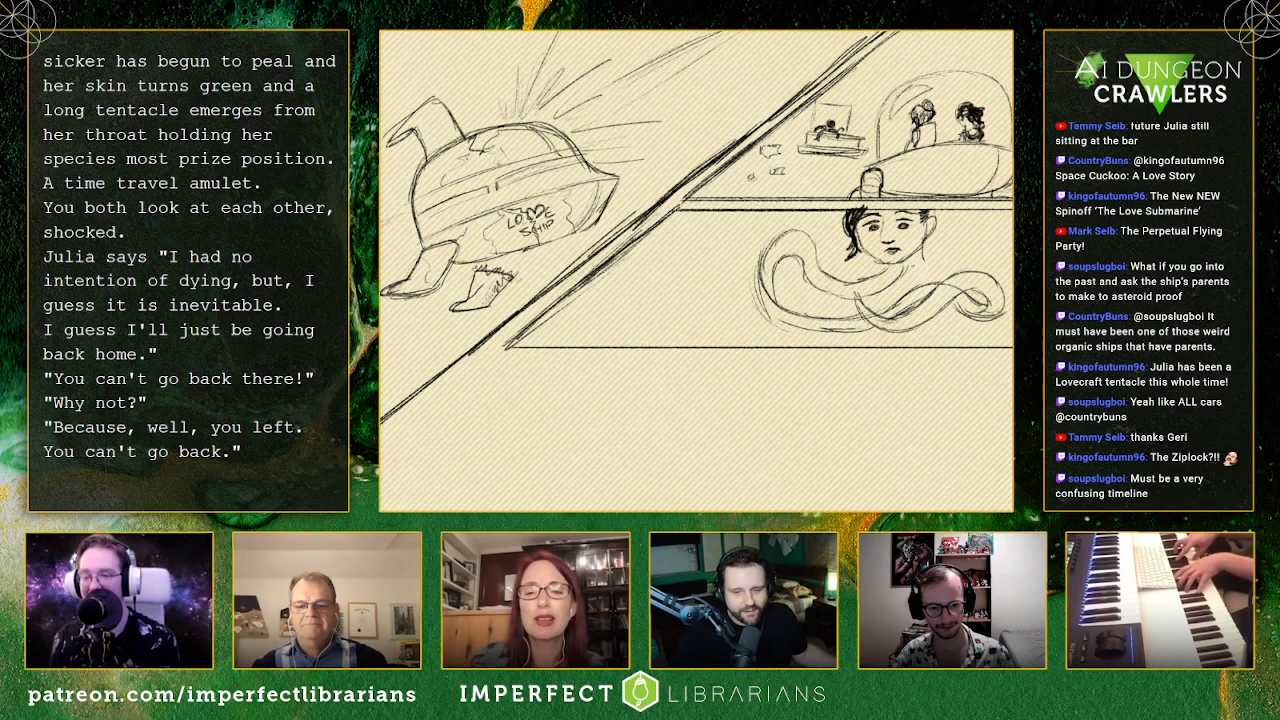 sicker has begun to peal and
her skin turns green and a
long tentacle emerges from
her throat holding her
species most prize position.
A time travel amulet.
You both look at each other,
shocked.
Julia says "I had no
intention of dying, but, I
guess it is inevitable.
I guess I'll just be going
back home."
"You can't go back there!"
"Why not?"
"Because, well, you left.
You can't go back."
LOVE
SHIP
AI DUNGEON
CRAWLERS
Tammy Seib: future Julia still
sitting at the bar
CountryBuns: @kingofautumn96
Space Cuckoo: A Love Story
kingofautumn96: The New NEW
Spinoff 'The Love Submarine'
Mark Seib: The Perpetual Flying
Party!
soupslugboi: What if you go into
the past and ask the ship's parents
to make to asteroid proof
CountryBuns: @soupslugboi It
must have been one of those weird
organic ships that have parents.
kingofautumn96: Julia has been a
Lovecraft tentacle this whole time!
soupslugboi: Yeah like ALL cars
@countrybuns
Tammy Seib: thanks Geri
kingofautumn96: The Ziplock?!!
soupslugboi: Must be a very
confusing timeline
patreon.com/imperfectlibrarians
IMPERFECT LIBRARIANS